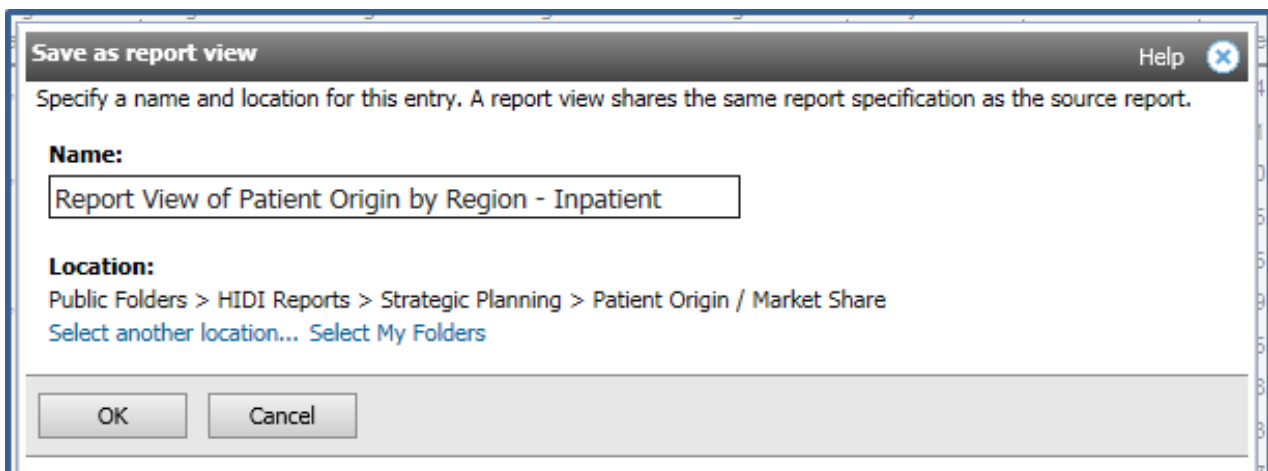 Save as report view
Help
Specify a name and location for this entry. A report view shares the same report specification as the source report.
Name:
Report View of Patient Origin by Region - Inpatient
Location:
Public Folders > HIDI Reports > Strategic Planning > Patient Origin / Market Share
Select another location... Select My Folders
OK Cancel